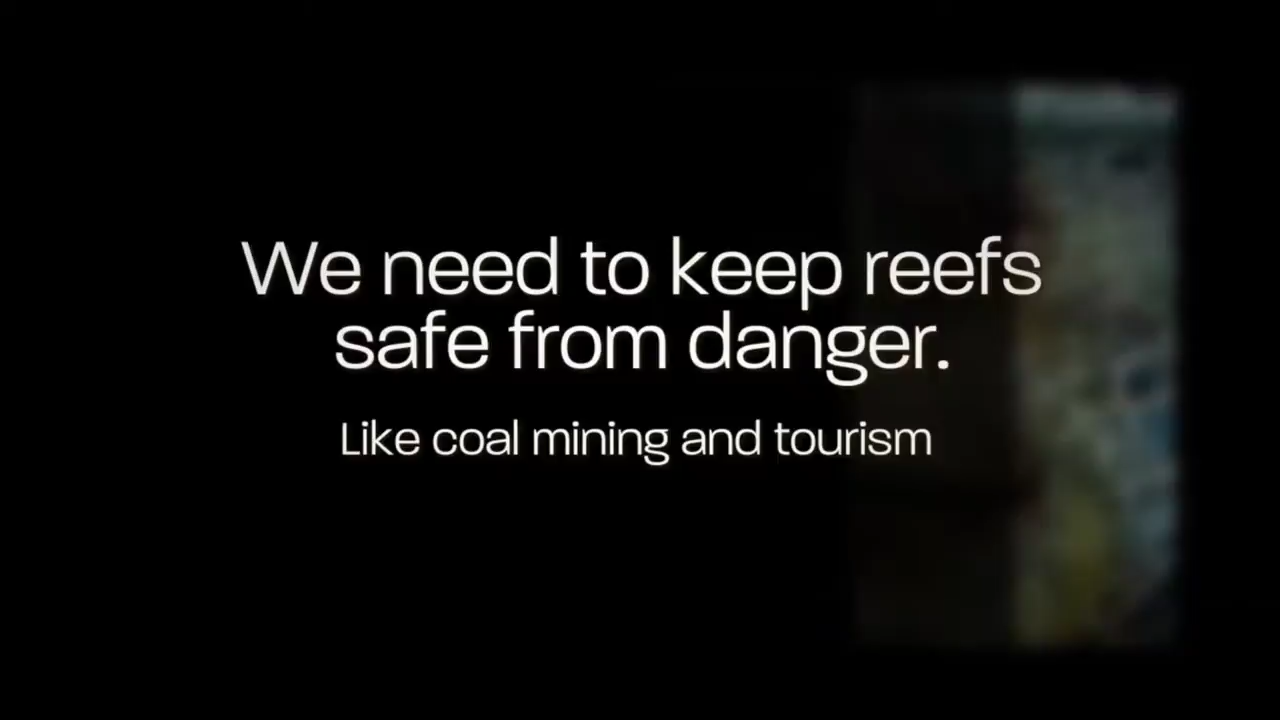 We need to keep reefs
safe from danger.
Like coal mining and tourism